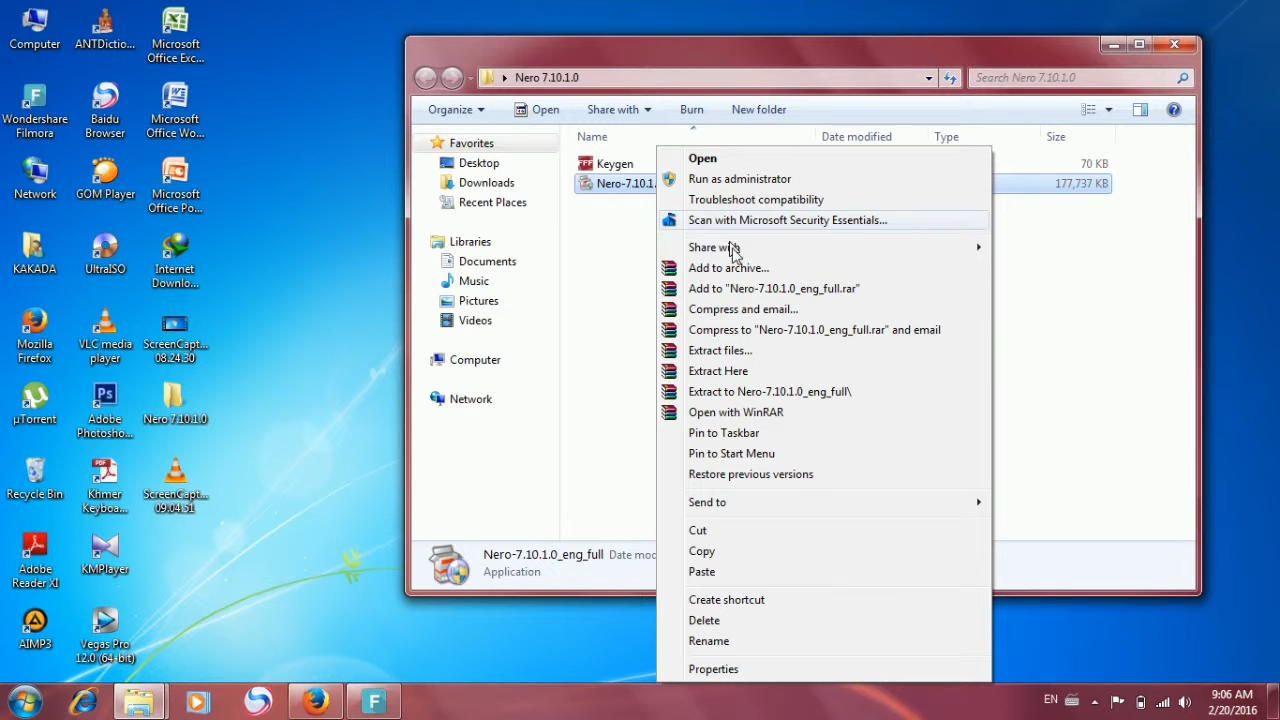 Computer
ANTDictio...
Microsoft
Office Exc...
Wondershare
Filmora
Baidu
Browser
Microsoft
Office Wo...
Network
GOM Player
Microsoft
Office Po...
KAKADA
UltraISO
Internet
Downlo...
Mozilla
Firefox
VLC media
player
ScreenCapt...
08.24.30
µTorrent
Adobe
Photosho...
Nero 7.10.1.0
Recycle Bin
Khmer
Keyboa...
ScreenCapt...
09.04.51
Adobe
Reader XI
KMPlayer
AIMP3
Vegas Pro
12.0 (64-bit)
Nero 7.10.1.0
Search Nero 7.10.1.0
Organize
Open
Share with
Burn
New folder
Name
Date modified
Type
Size
Favorites
Desktop
Downloads
Recent Places
Libraries
Documents
Music
Pictures
Videos
Computer
Network
Keygen
70 KB
Nero-7.10.1.
177,737 KB
Open
Run as administrator
Troubleshoot compatibility
Scan with Microsoft Security Essentials...
Share with
Add to archive...
Add to "Nero-7.10.1.0_eng_full.rar"
Compress and email...
Compress to "Nero-7.10.1.0_eng_full.rar" and email
Extract files...
Extract Here
Extract to Nero-7.10.1.0_eng_full\
Open with WinRAR
Pin to Taskbar
Pin to Start Menu
Restore previous versions
Send to
Cut
Copy
Paste
Create shortcut
Delete
Rename
Properties
Nero-7.10.1.0_eng_full
Date mod
Application
EN
9:06 AM
2/20/2016